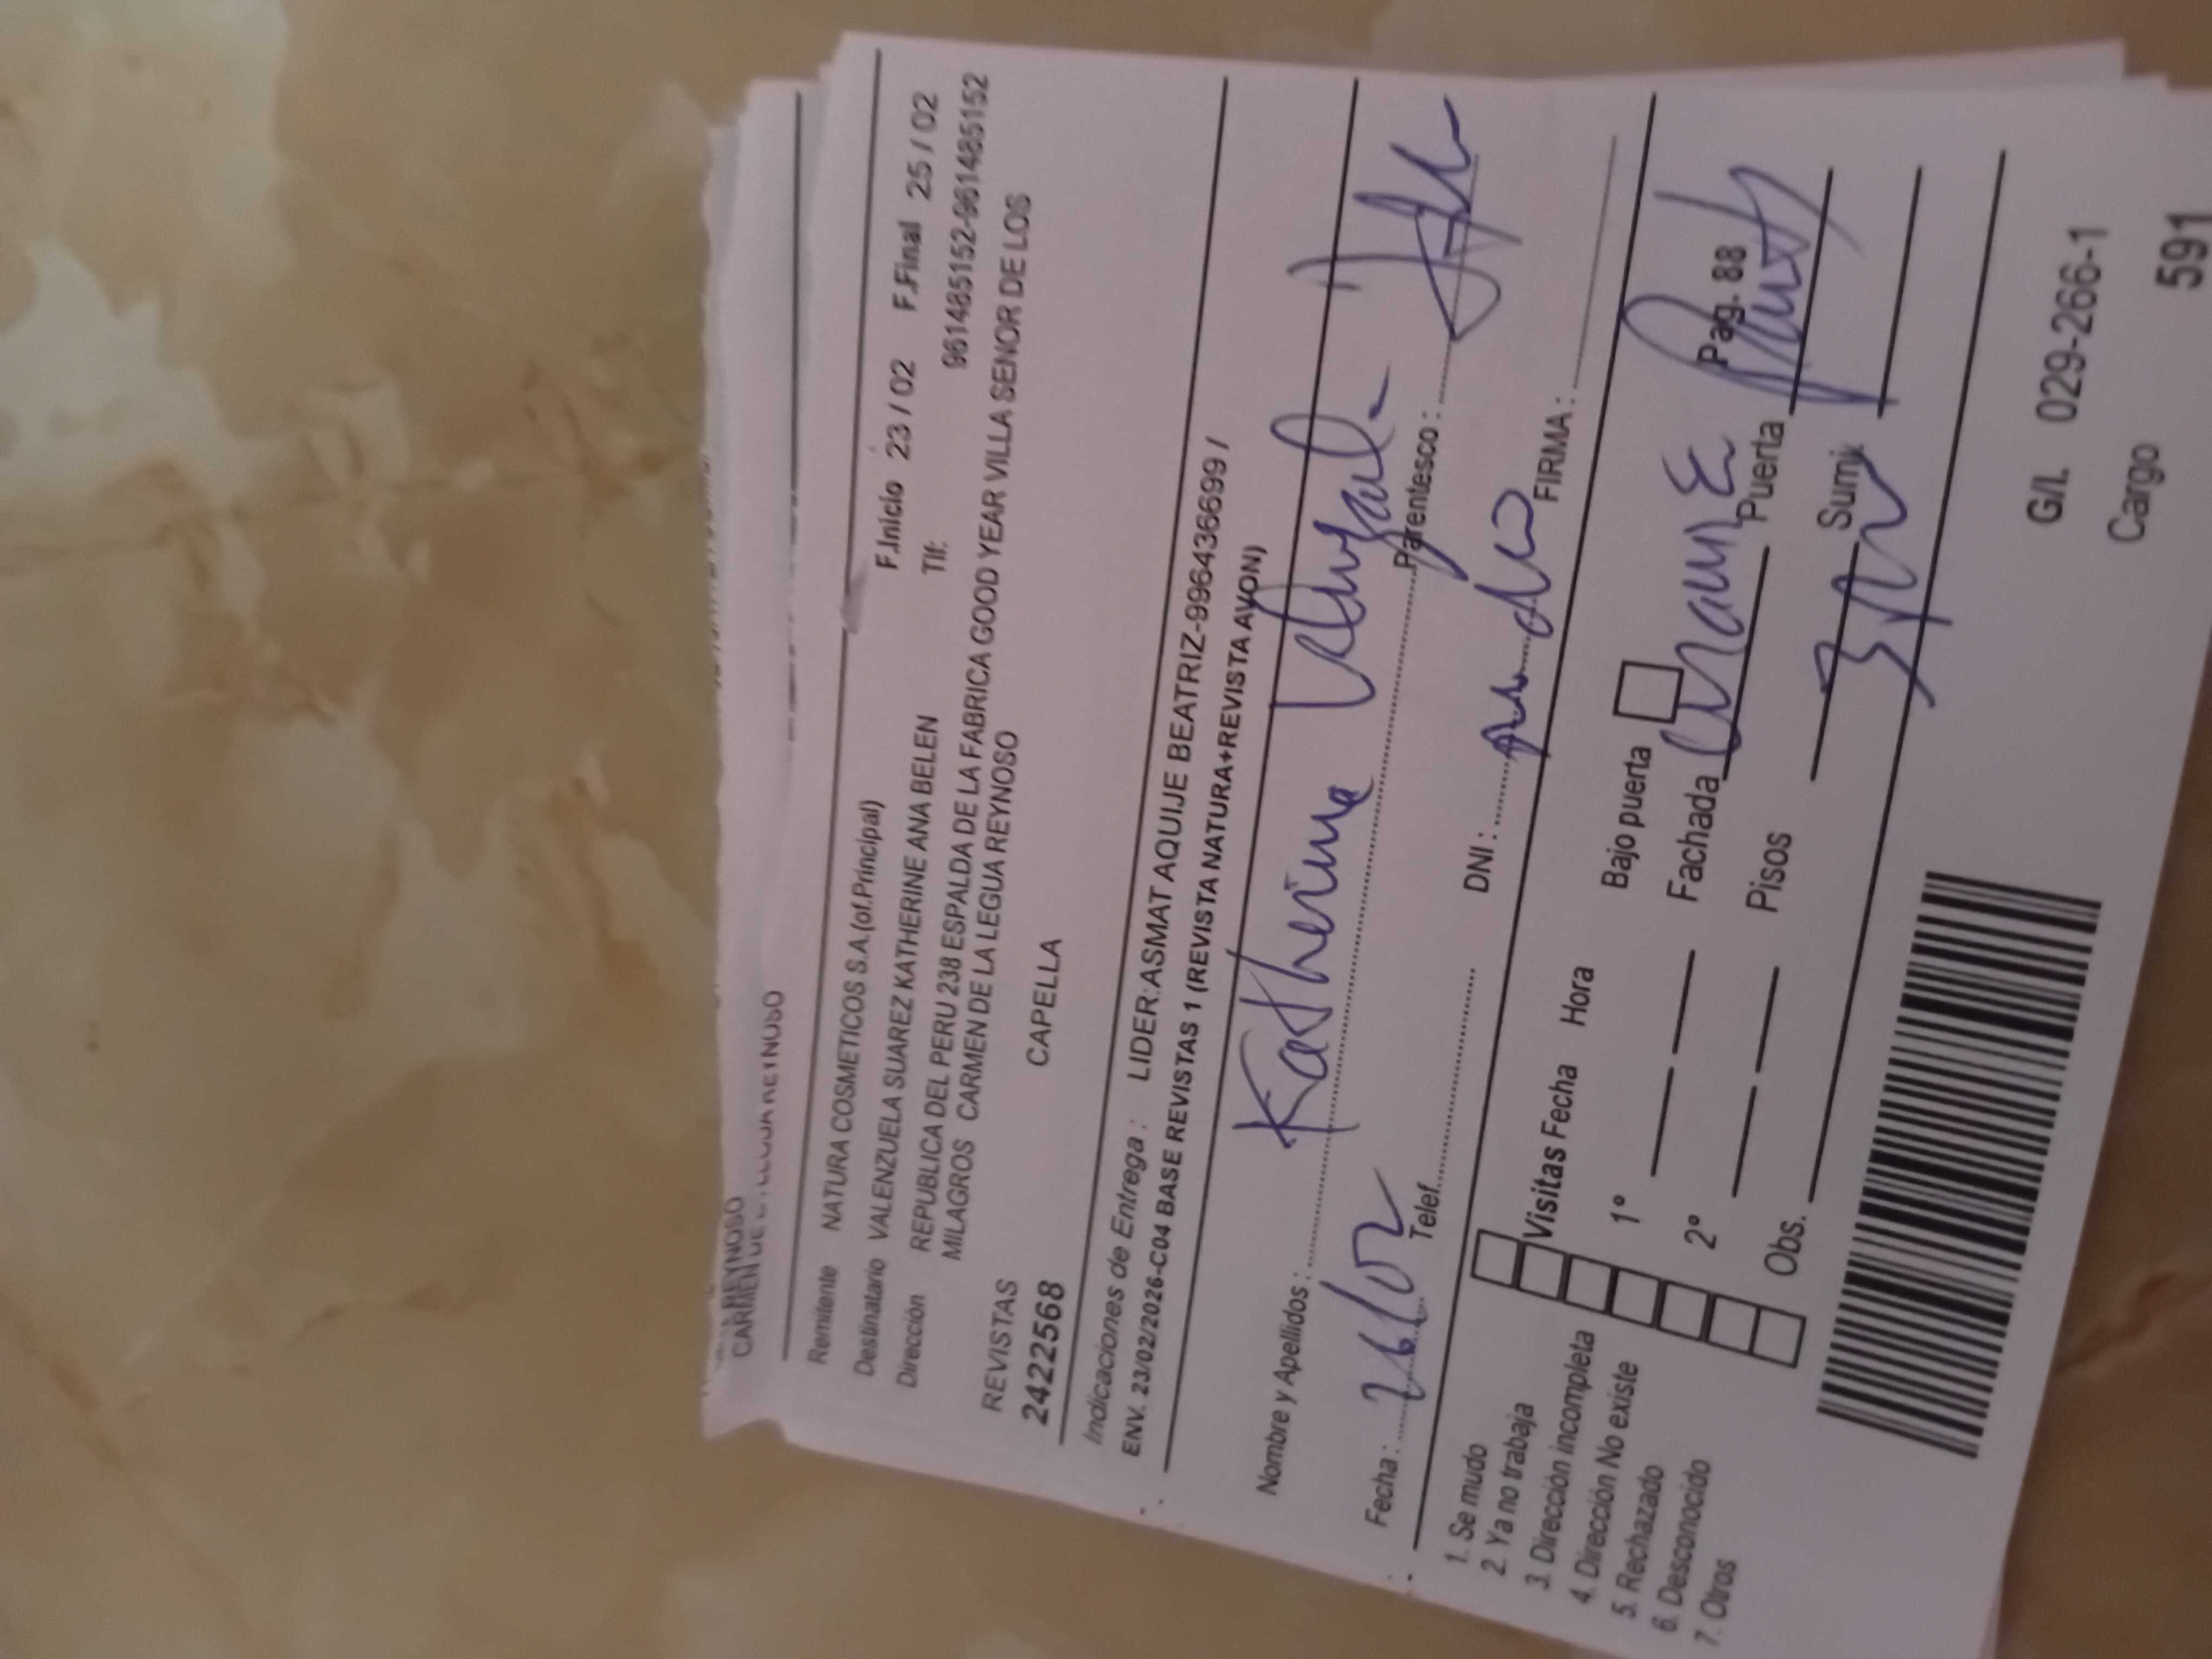 REYNOSO
CARMEN DE
Remitente NATURA COSMETICOS S.A.(of.Principal)
F.Inicio 23 / 02 F.Final 25 / 02
Destinatario VALENZUELA SUAREZ KATHERINE ANA BELEN
Tlf: 961485152-961485152
Dirección REPUBLICA DEL PERU 238 ESPALDA DE LA FABRICA GOOD YEAR VILLA SENOR DE LOS
MILAGROS CARMEN DE LA LEGUA REYNOSO
REVISTAS
2422568 CAPELLA
Indicaciones de Entrega : LIDER:ASMAT AQUIJE BEATRIZ-996436699 /
ENV. 23/02/2026-C04 BASE REVISTAS 1 (REVISTA NATURA+REVISTA AVON)
Nombre y Apellidos : Katherine
Fecha : 26/02 Telef. Parentesco :
DNI : FIRMA :
1. Se mudo
2. Ya no trabaja
3. Dirección incompleta
4. Dirección No existe
5. Rechazado
6. Desconocido
7. Otros
Visitas Fecha Hora
1º
2º
Obs.
Bajo puerta
Pag. 88
Fachada Puerta
Pisos 3 Sumi.
G/L 029-266-1
Cargo 591